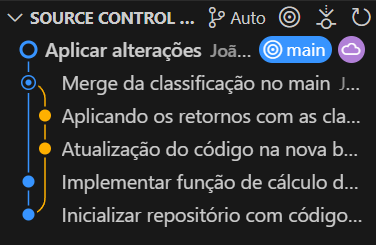 SOURCE CONTROL ... Auto
Aplicar alterações Joã... main
Merge da classificação no main J...
Aplicando os retornos com as cla...
Atualização do código na nova b...
Implementar função de cálculo d...
Inicializar repositório com código...